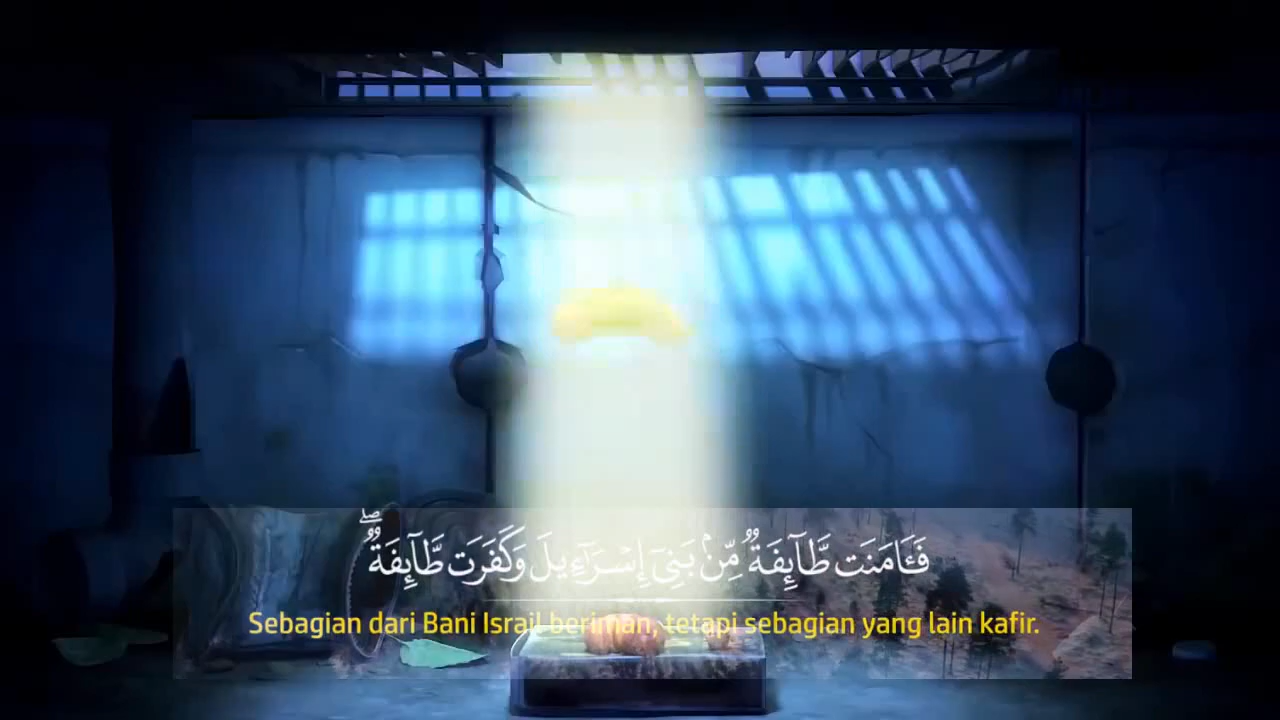 فَـَٔامَنَت طَّآئِفَةٌ مِّنۢ بَنِىٓ إِسْرَٰٓءِيلَ وَكَفَرَت طَّآئِفَةٌ ۖ
Sebagian dari Bani Israil beriman, tetapi sebagian yang lain kafir.